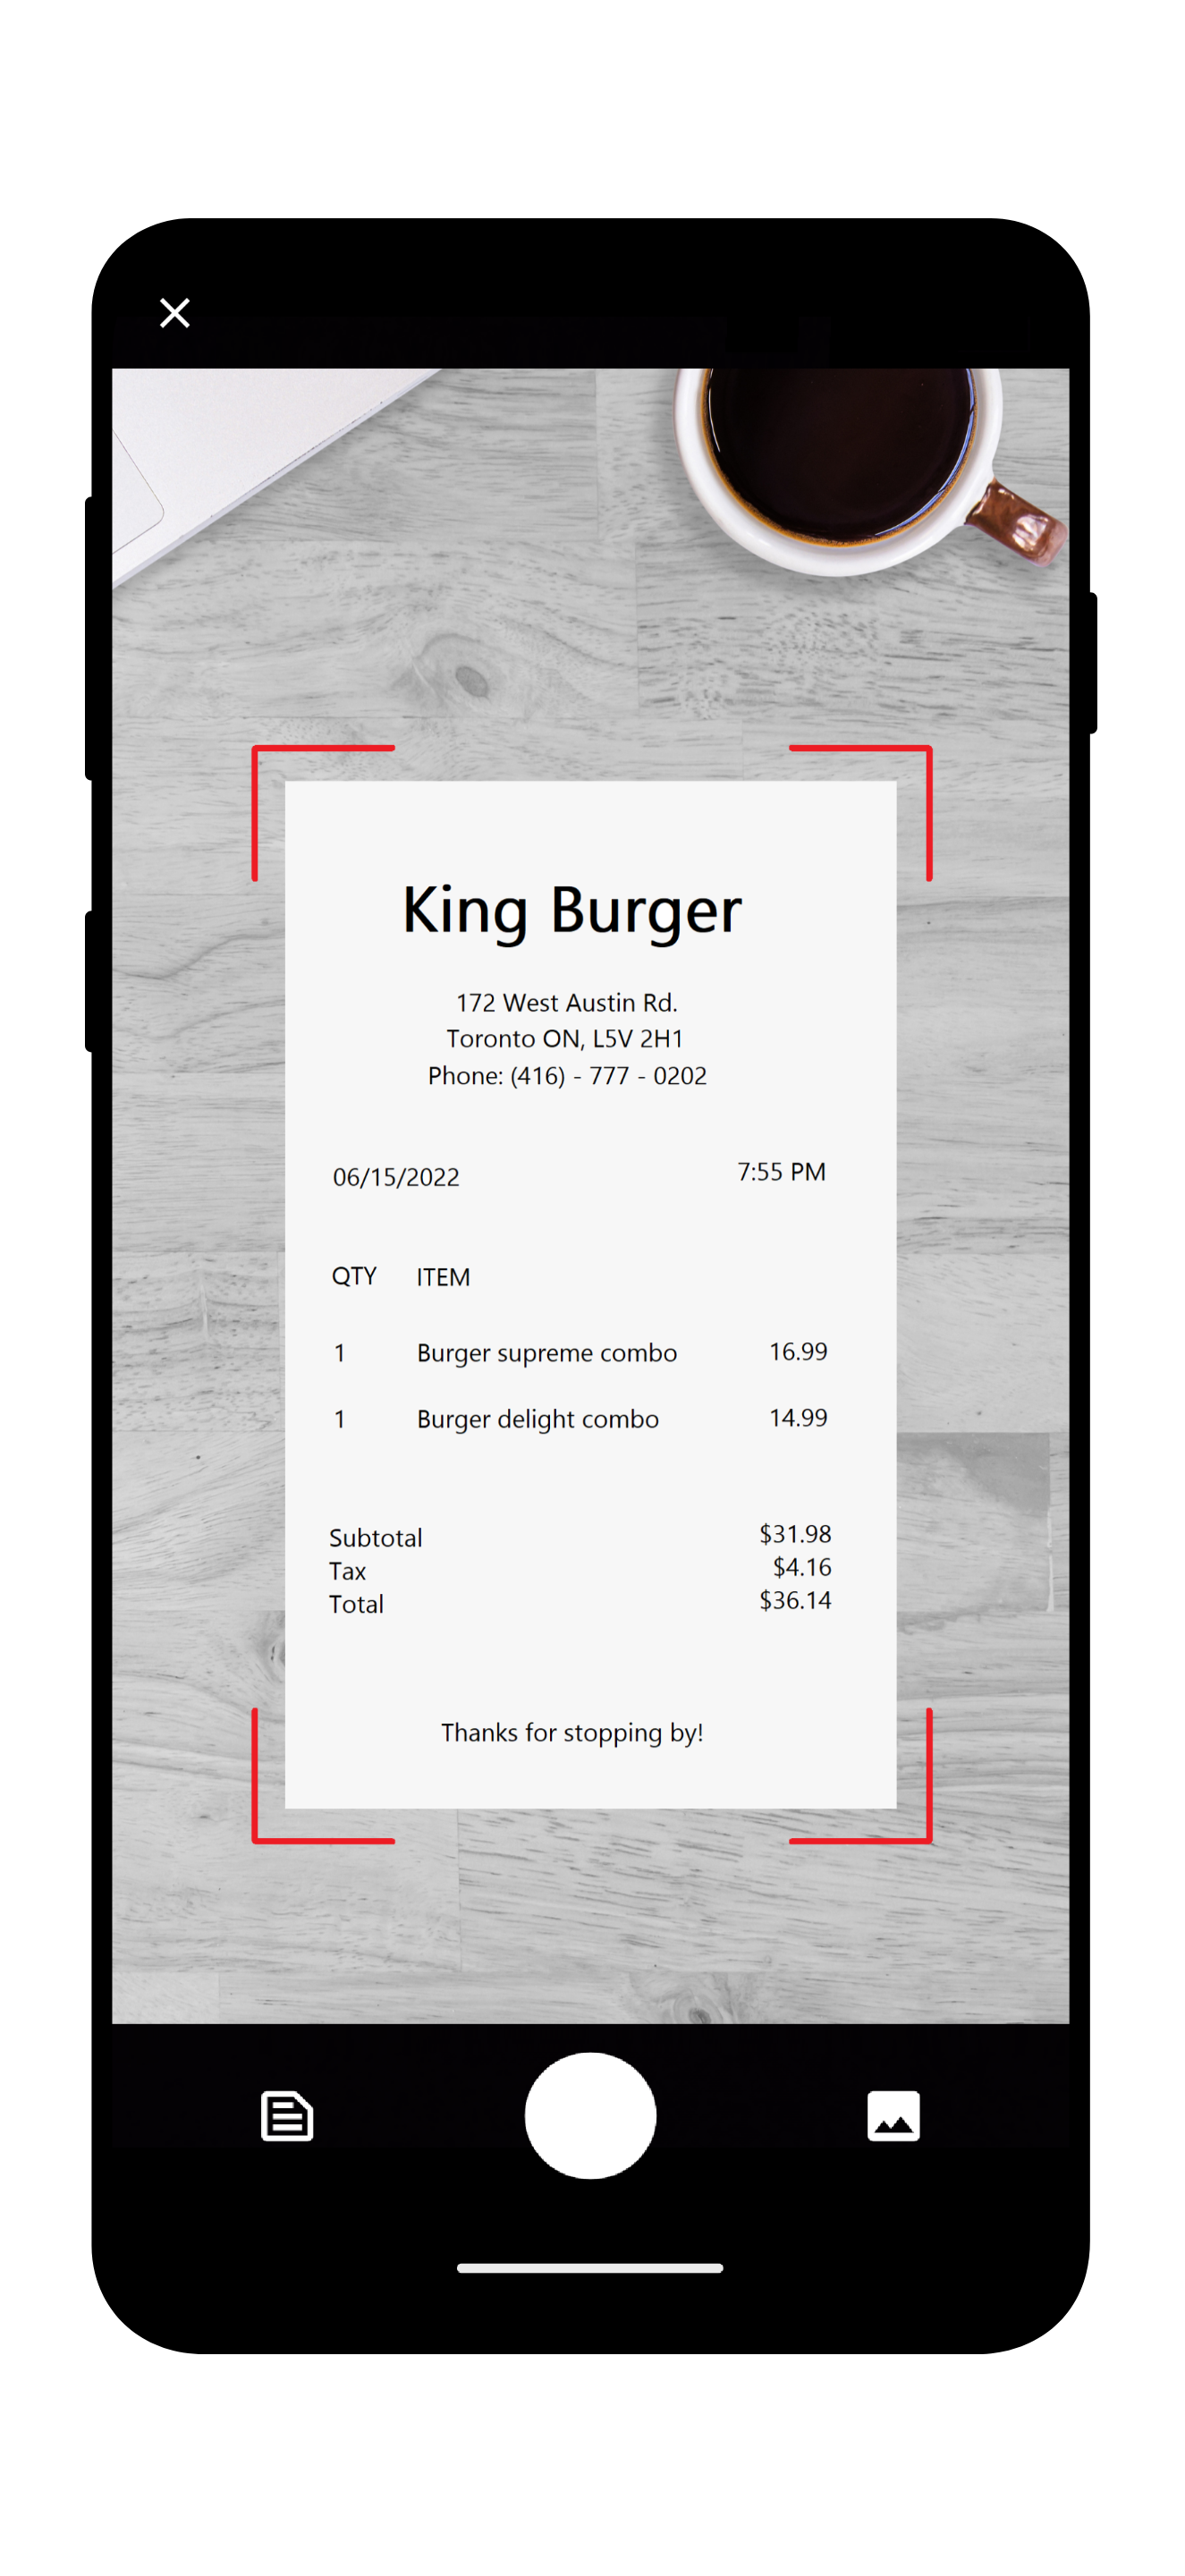 King Burger
172 West Austin Rd.
Toronto ON, L5V 2H1
Phone: (416) - 777 - 0202
06/15/2022 7:55 PM
QTY ITEM
1 Burger supreme combo 16.99
1 Burger delight combo 14.99
Subtotal $31.98
Tax $4.16
Total $36.14
Thanks for stopping by!